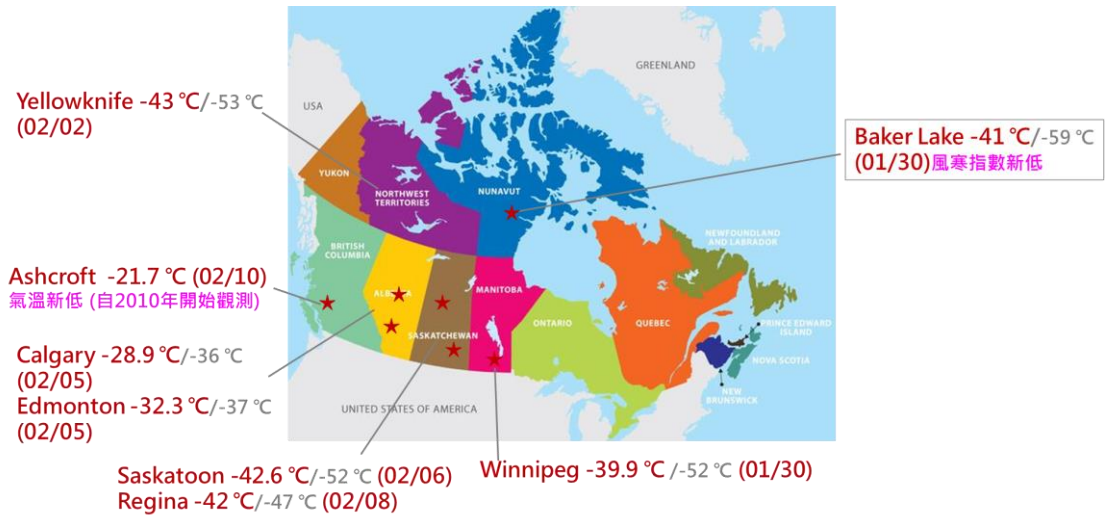 GREENLAND
USA
Yellowknife -43 ℃/-53 ℃
(02/02)
Baker Lake -41 ℃/-59 ℃
(01/30)風寒指數新低
YUKON
NORTHWEST
TERRITORIES
NUNAVUT
BRITISH
COLUMBIA
NEWFOUNDLAND
AND LABRADOR
Ashcroft -21.7 ℃ (02/10)
氣溫新低 (自2010年開始觀測)
MANITOBA
SASKATCHEWAN
ONTARIO
QUEBEC
PRINCE EDWARD
ISLAND
NOVA SCOTIA
NEW
BRUNSWICK
Calgary -28.9 ℃/-36 ℃
(02/05)
Edmonton -32.3 ℃/-37 ℃
(02/05)
UNITED STATES OF AMERICA
Saskatoon -42.6 ℃/-52 ℃ (02/06)
Regina -42 ℃/-47 ℃ (02/08)
Winnipeg -39.9 ℃/-52 ℃ (01/30)